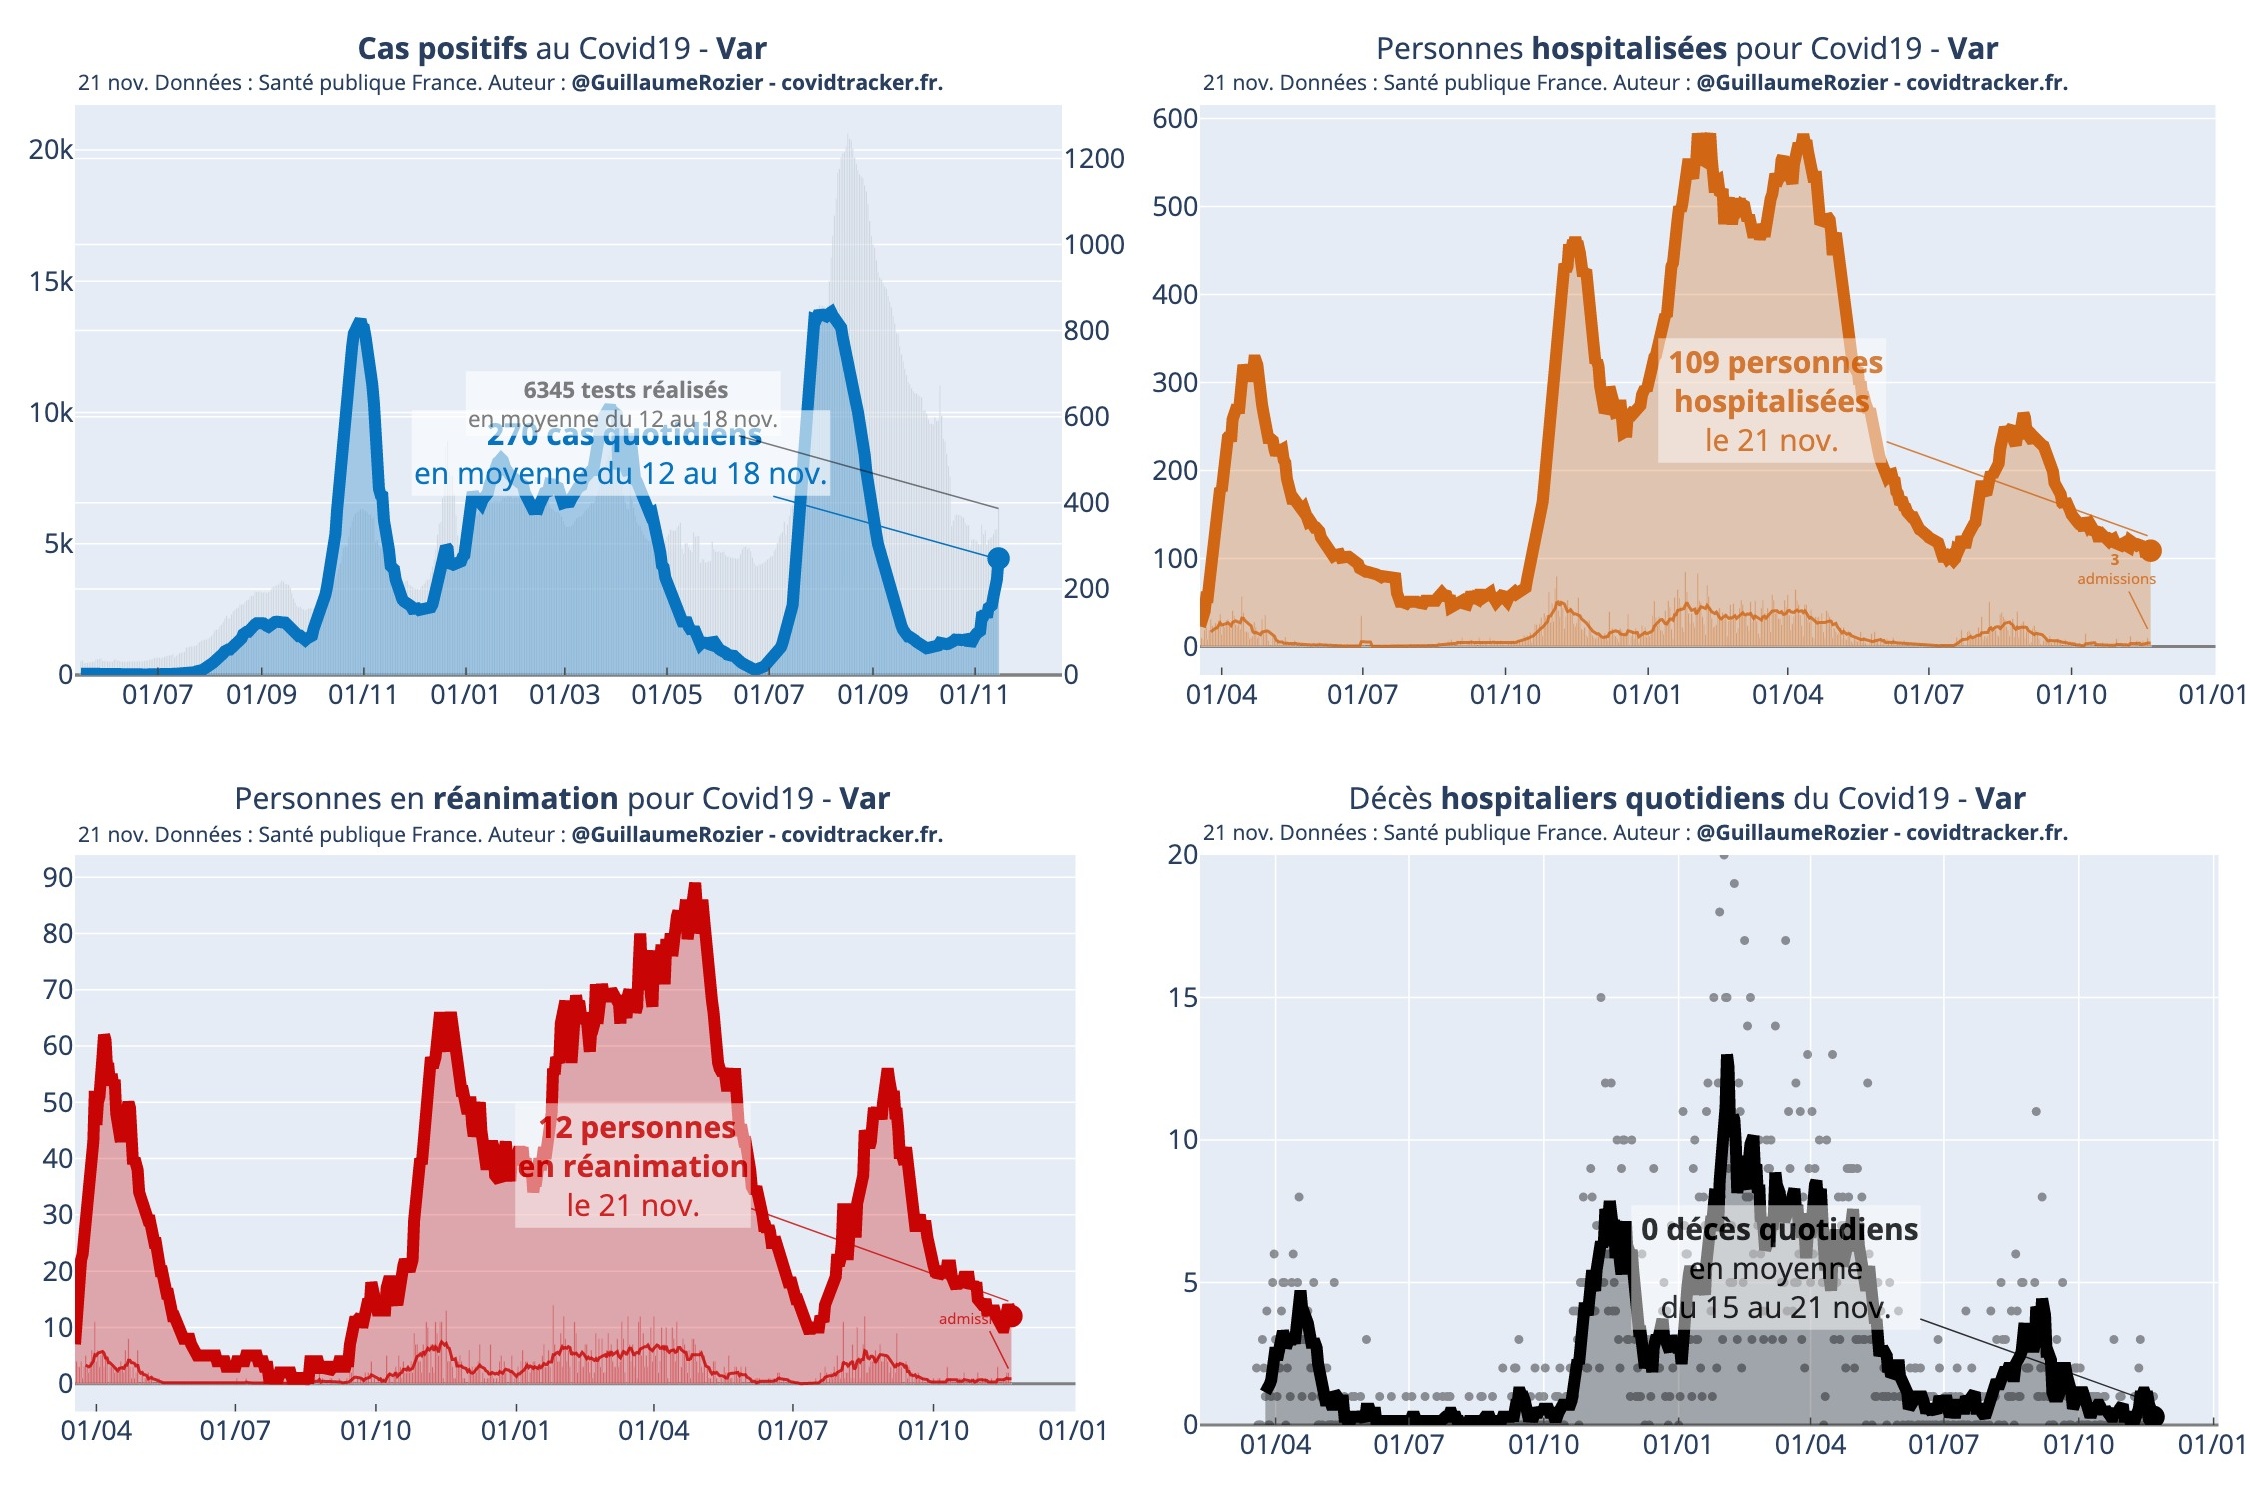 Cas positifs au Covid19 - Var
21 nov. Données : Santé publique France. Auteur : @GuillaumeRozier - covidtracker.fr.
20k
15k
10k
5k
0
1200
1000
800
600
400
200
0
6345 tests réalisés
en moyenne du 12 au 18 nov.
270 cas quotidiens
en moyenne du 12 au 18 nov.
01/07 01/09 01/11 01/01 01/03 01/05 01/07 01/09 01/11
Personnes hospitalisées pour Covid19 - Var
21 nov. Données : Santé publique France. Auteur : @GuillaumeRozier - covidtracker.fr.
600
500
400
300
200
100
0
109 personnes
hospitalisées
le 21 nov.
3
admissions
01/04 01/07 01/10 01/01 01/04 01/07 01/10 01/01
Personnes en réanimation pour Covid19 - Var
21 nov. Données : Santé publique France. Auteur : @GuillaumeRozier - covidtracker.fr.
90
80
70
60
50
40
30
20
10
0
12 personnes
en réanimation
le 21 nov.
01/04 01/07 01/10 01/01 01/04 01/07 01/10 01/01
Décès hospitaliers quotidiens du Covid19 - Var
21 nov. Données : Santé publique France. Auteur : @GuillaumeRozier - covidtracker.fr.
20
15
10
5
0
0 décès quotidiens
en moyenne
du 15 au 21 nov.
01/04 01/07 01/10 01/01 01/04 01/07 01/10 01/01